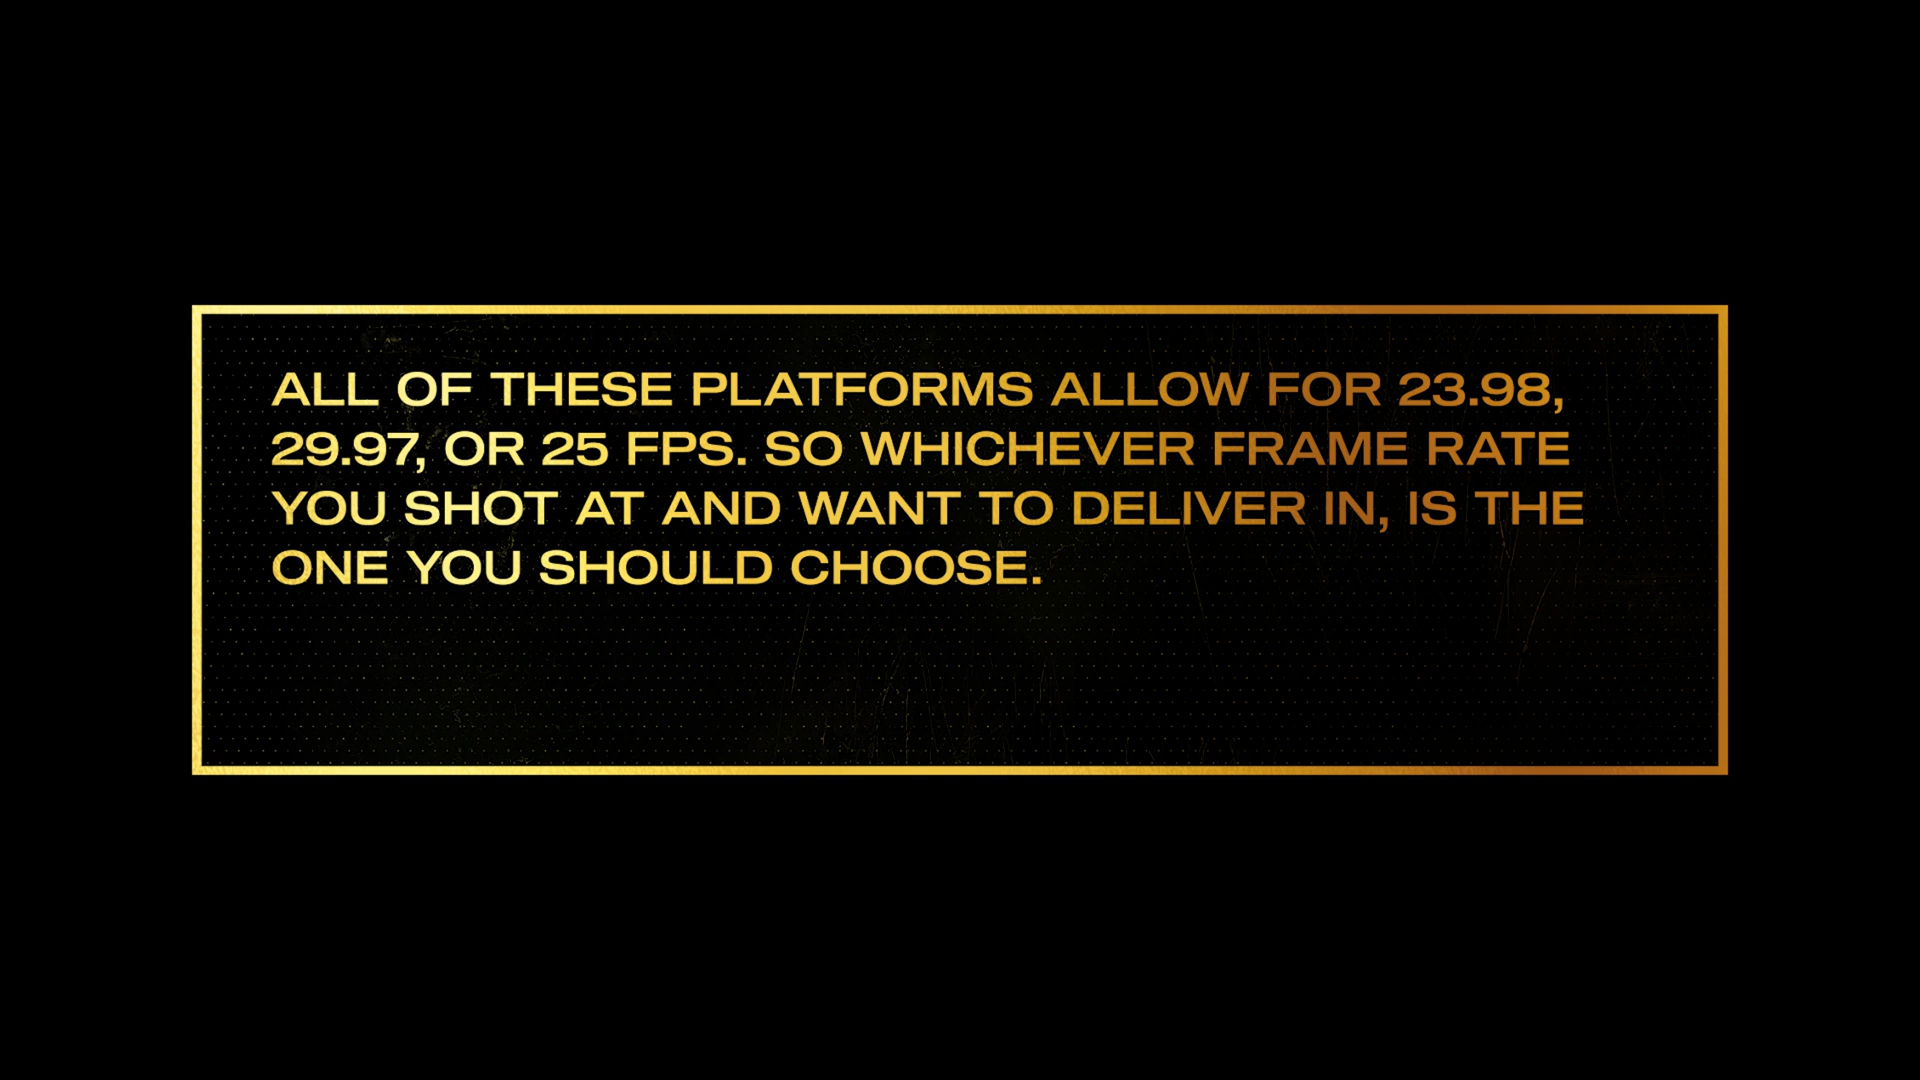 ALL OF THESE PLATFORMS ALLOW FOR 23.98,
29.97, OR 25 FPS. SO WHICHEVER FRAME RATE
YOU SHOT AT AND WANT TO DELIVER IN, IS THE
ONE YOU SHOULD CHOOSE.